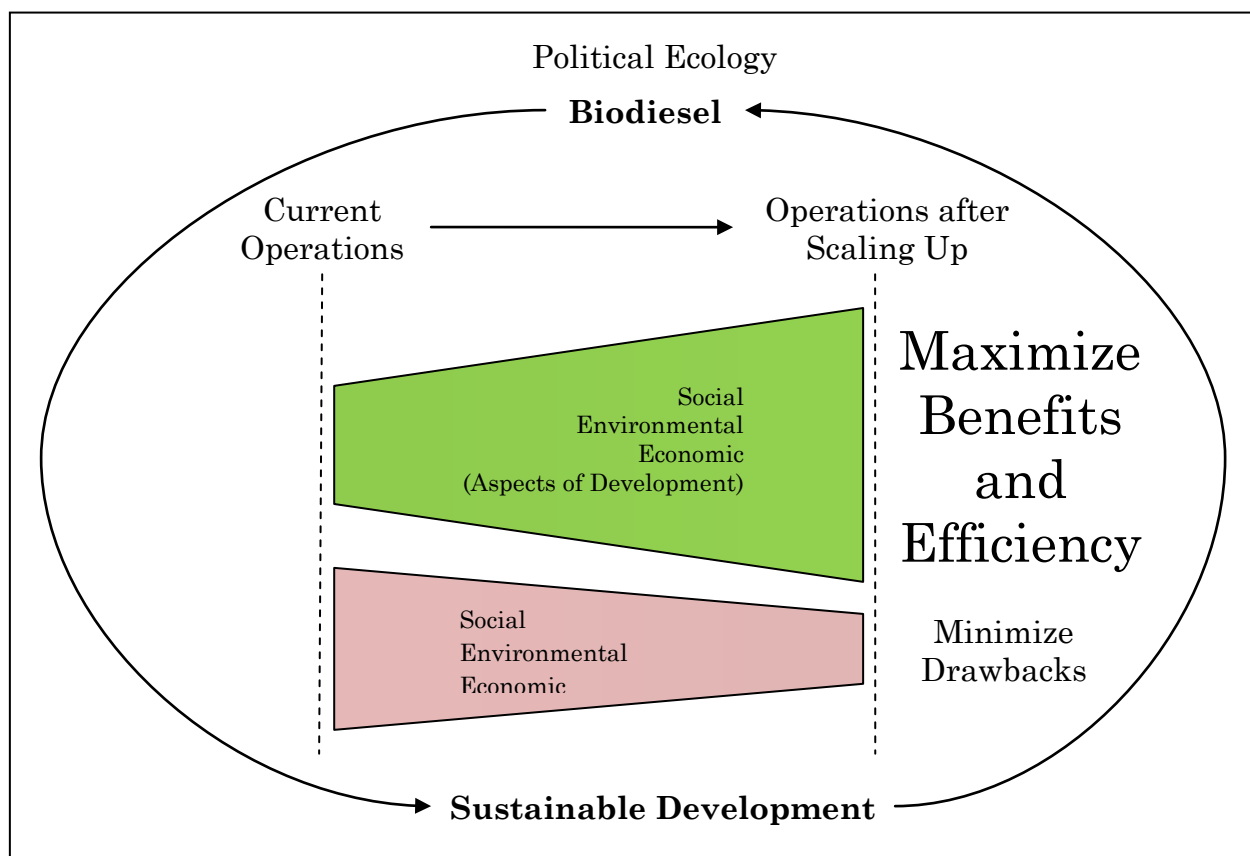 Political Ecology
Biodiesel
Current
Operations
Operations after
Scaling Up
Social
Environmental
Economic
(Aspects of Development)
Maximize
Benefits
and
Efficiency
Social
Environmental
Economic
Minimize
Drawbacks
Sustainable Development